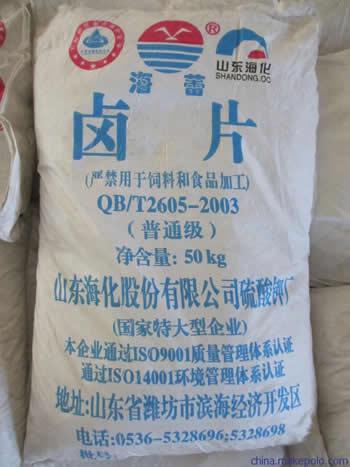 ®
山东海化
SHANDONG.OC
海蕾
卤片
(严禁用于饲料和食品加工)
QB/T2605-2003
(普通级)
净含量: 50kg
山东海化股份有限公司硫酸钾厂
(国家特大型企业)
本企业通过ISO9001质量管理体系认证
通过ISO14001环境管理体系认证
地址:山东省潍坊市滨海经济开发区
电话:0536-5328696;5328698
china.makepolo.com